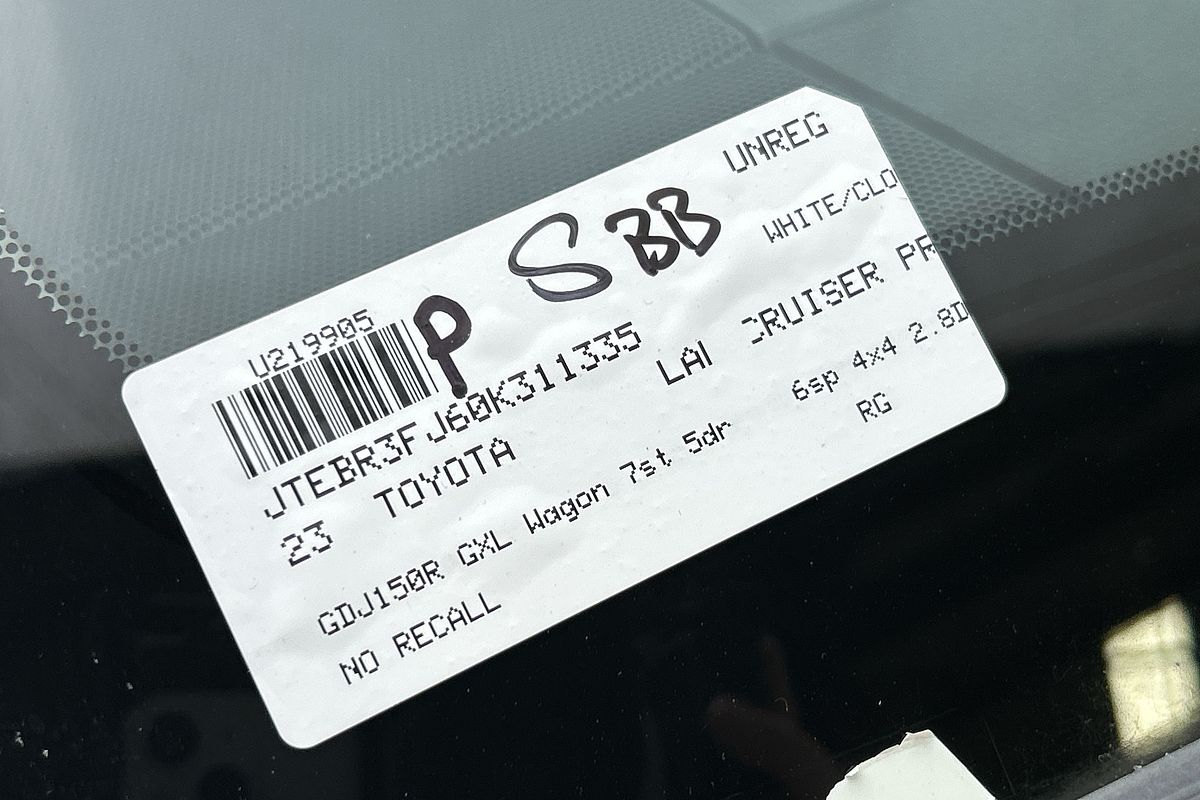 UNREG
S BB
WHITE/CLO
U219905
P
JTEBR3FJ60K311335
23 TOYOTA LAI CRUISER PR
GDJ150R GXL Wagon 7st 5dr 6sp 4x4 2.8D
NO RECALL RG